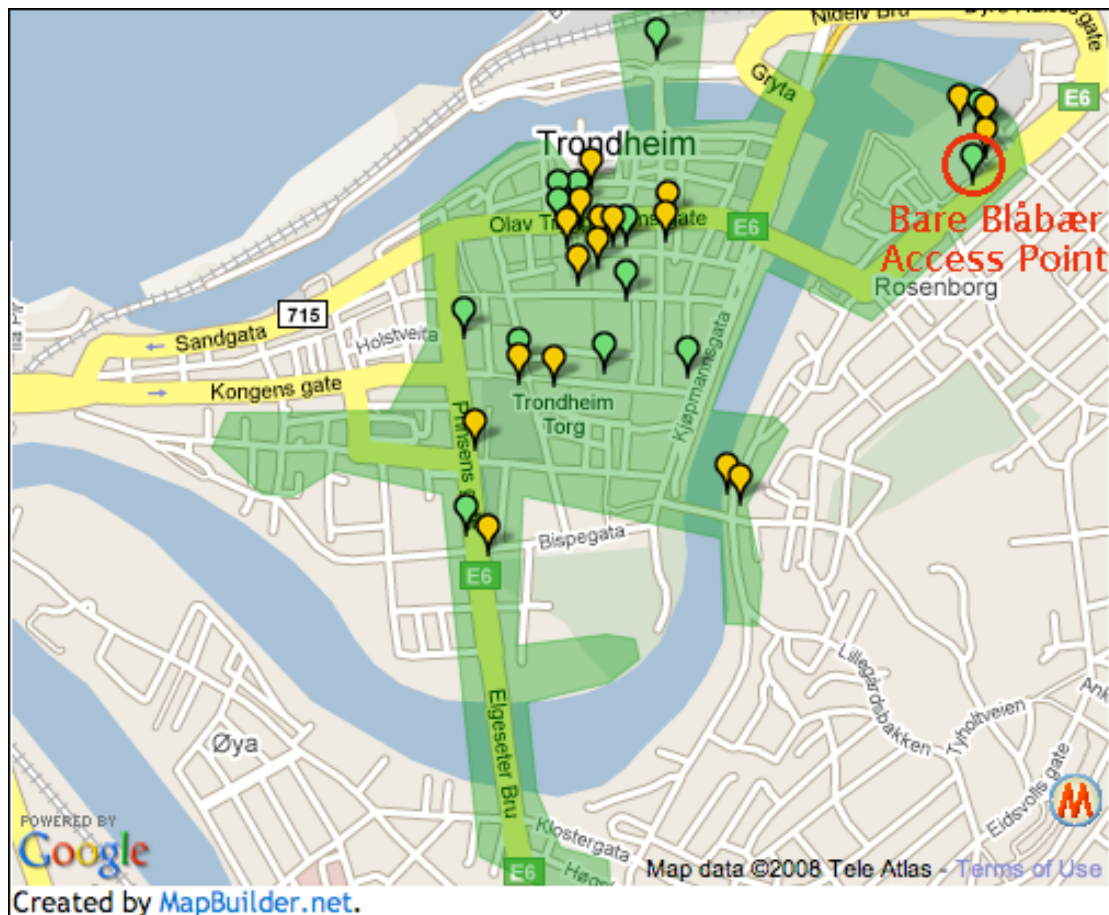 Nidelv Bru
Gryta
E6
Trondheim
Bare Blåbær
Access Point
Olav Tr
nsgate
E6
Rosenborg
715
Holstveita
Sandgata
Kongens gate
Kjøpmannsgata
Trondheim
Torg
Prinsens g
Bispegata
E6
Lillegårdsbakken
Tyholtveien
Elgeseter Bru
Øya
Eidsvolls gate
M
POWERED BY
Google
Klostergata
E6
Map data ©2008 Tele Atlas - Terms of Use
Created by MapBuilder.net.